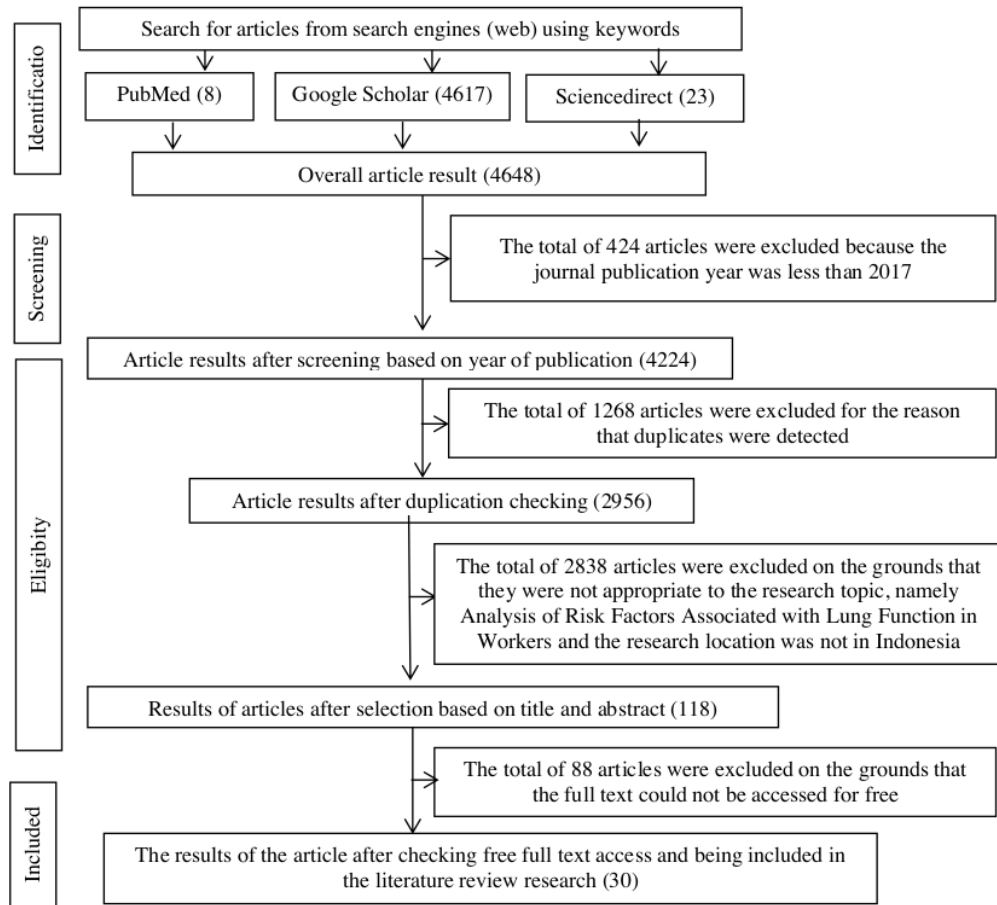 Search for articles from search engines (web) using keywords
Identificatio
PubMed (8)
Google Scholar (4617)
Sciencedirect (23)
Overall article result (4648)
Screening
The total of 424 articles were excluded because the
journal publication year was less than 2017
Article results after screening based on year of publication (4224)
Eligibity
The total of 1268 articles were excluded for the reason
that duplicates were detected
Article results after duplication checking (2956)
The total of 2838 articles were excluded on the grounds that
they were not appropriate to the research topic, namely
Analysis of Risk Factors Associated with Lung Function in
Workers and the research location was not in Indonesia
Results of articles after selection based on title and abstract (118)
The total of 88 articles were excluded on the grounds that
the full text could not be accessed for free
Included
The results of the article after checking free full text access and being included in
the literature review research (30)